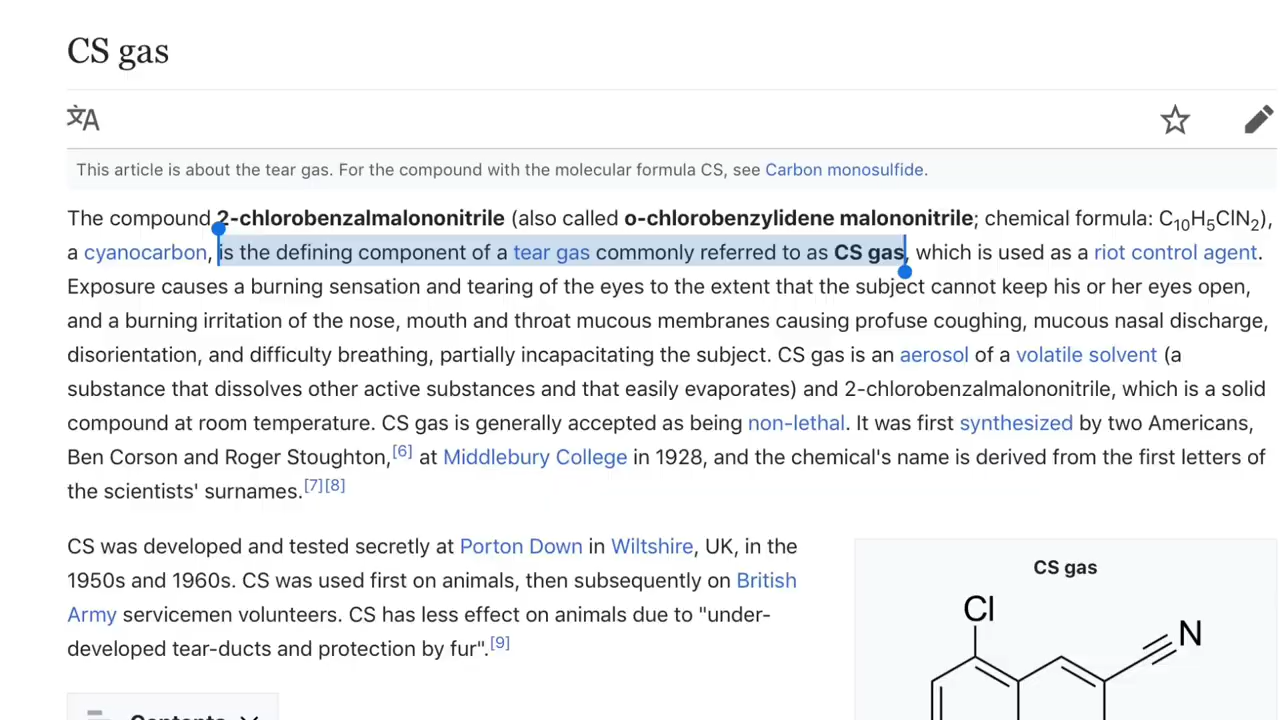 CS gas
文A
This article is about the tear gas. For the compound with the molecular formula CS, see Carbon monosulfide.
The compound 2-chlorobenzalmalononitrile (also called o-chlorobenzylidene malononitrile; chemical formula: C10H5ClN2),
a cyanocarbon, is the defining component of a tear gas commonly referred to as CS gas, which is used as a riot control agent.
Exposure causes a burning sensation and tearing of the eyes to the extent that the subject cannot keep his or her eyes open,
and a burning irritation of the nose, mouth and throat mucous membranes causing profuse coughing, mucous nasal discharge,
disorientation, and difficulty breathing, partially incapacitating the subject. CS gas is an aerosol of a volatile solvent (a
substance that dissolves other active substances and that easily evaporates) and 2-chlorobenzalmalononitrile, which is a solid
compound at room temperature. CS gas is generally accepted as being non-lethal. It was first synthesized by two Americans,
Ben Corson and Roger Stoughton,[6] at Middlebury College in 1928, and the chemical's name is derived from the first letters of
the scientists' surnames.[7][8]
CS was developed and tested secretly at Porton Down in Wiltshire, UK, in the
1950s and 1960s. CS was used first on animals, then subsequently on British
Army servicemen volunteers. CS has less effect on animals due to "under-
developed tear-ducts and protection by fur".[9]
Contents
CS gas
Cl
N